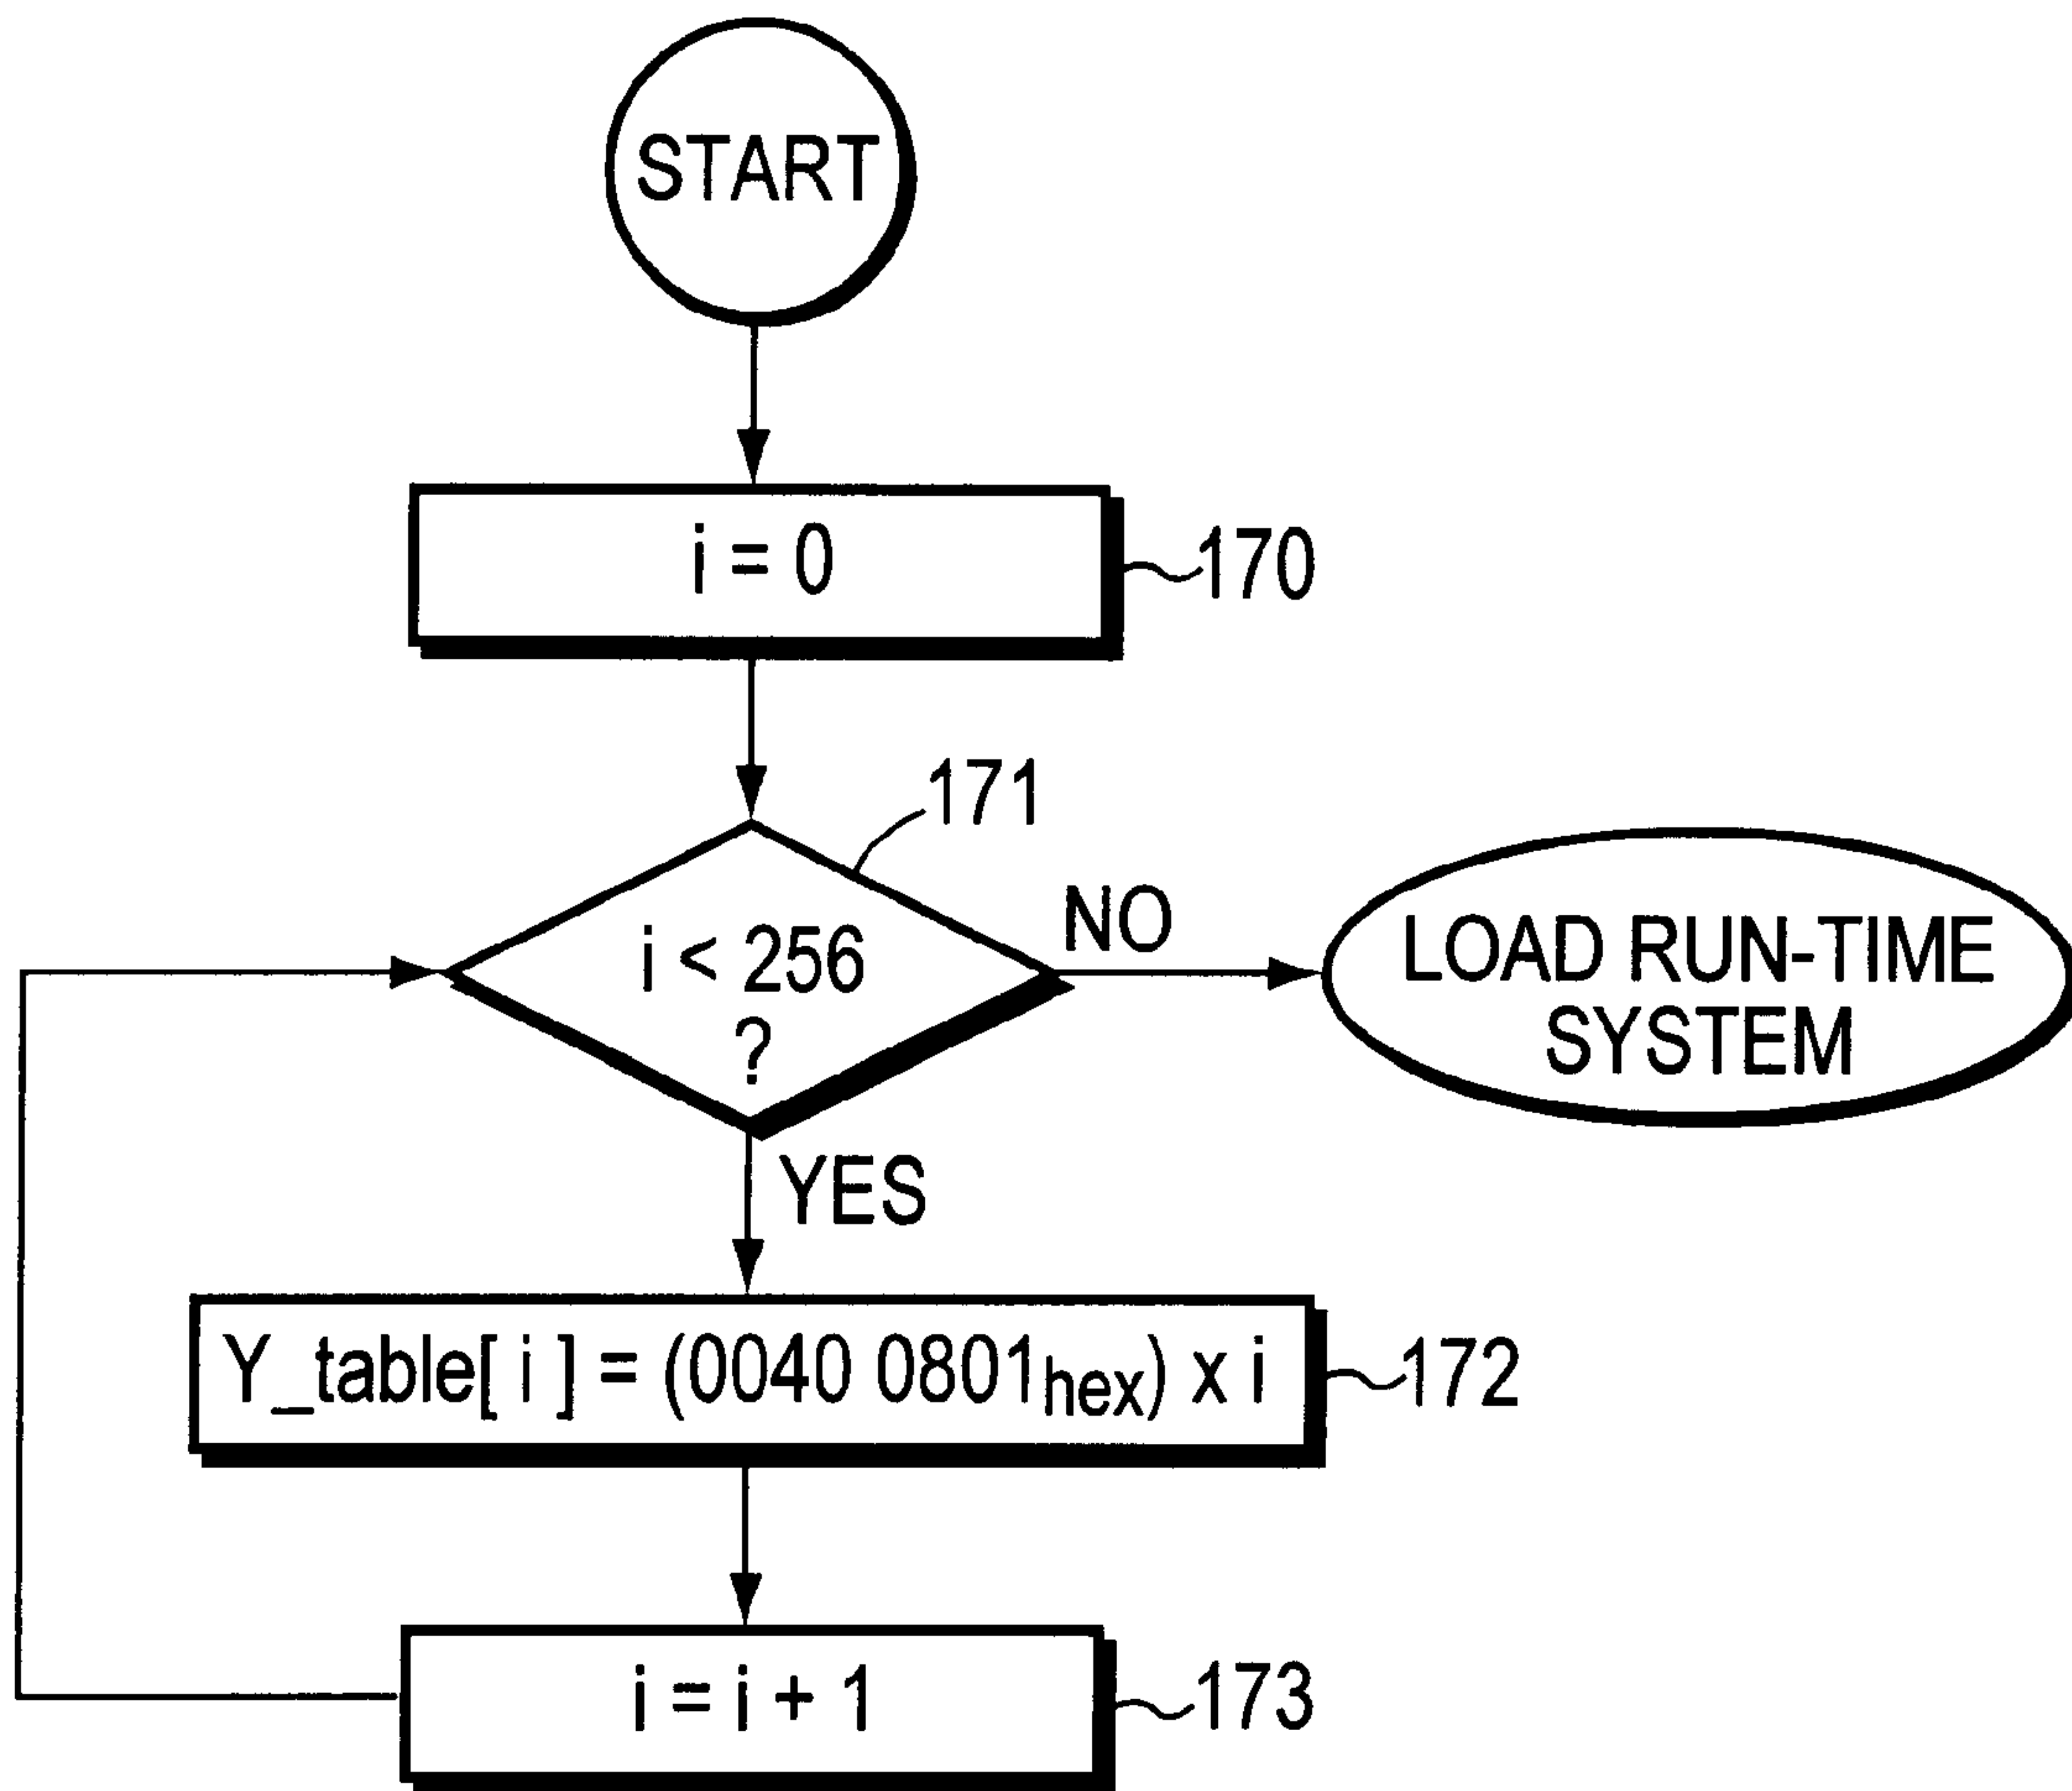 START
i = 0
170
171
i < 256
?
NO
LOAD RUN-TIME
SYSTEM
YES
Y_table[ i ] = (0040 0801hex) x i
172
i = i + 1
173